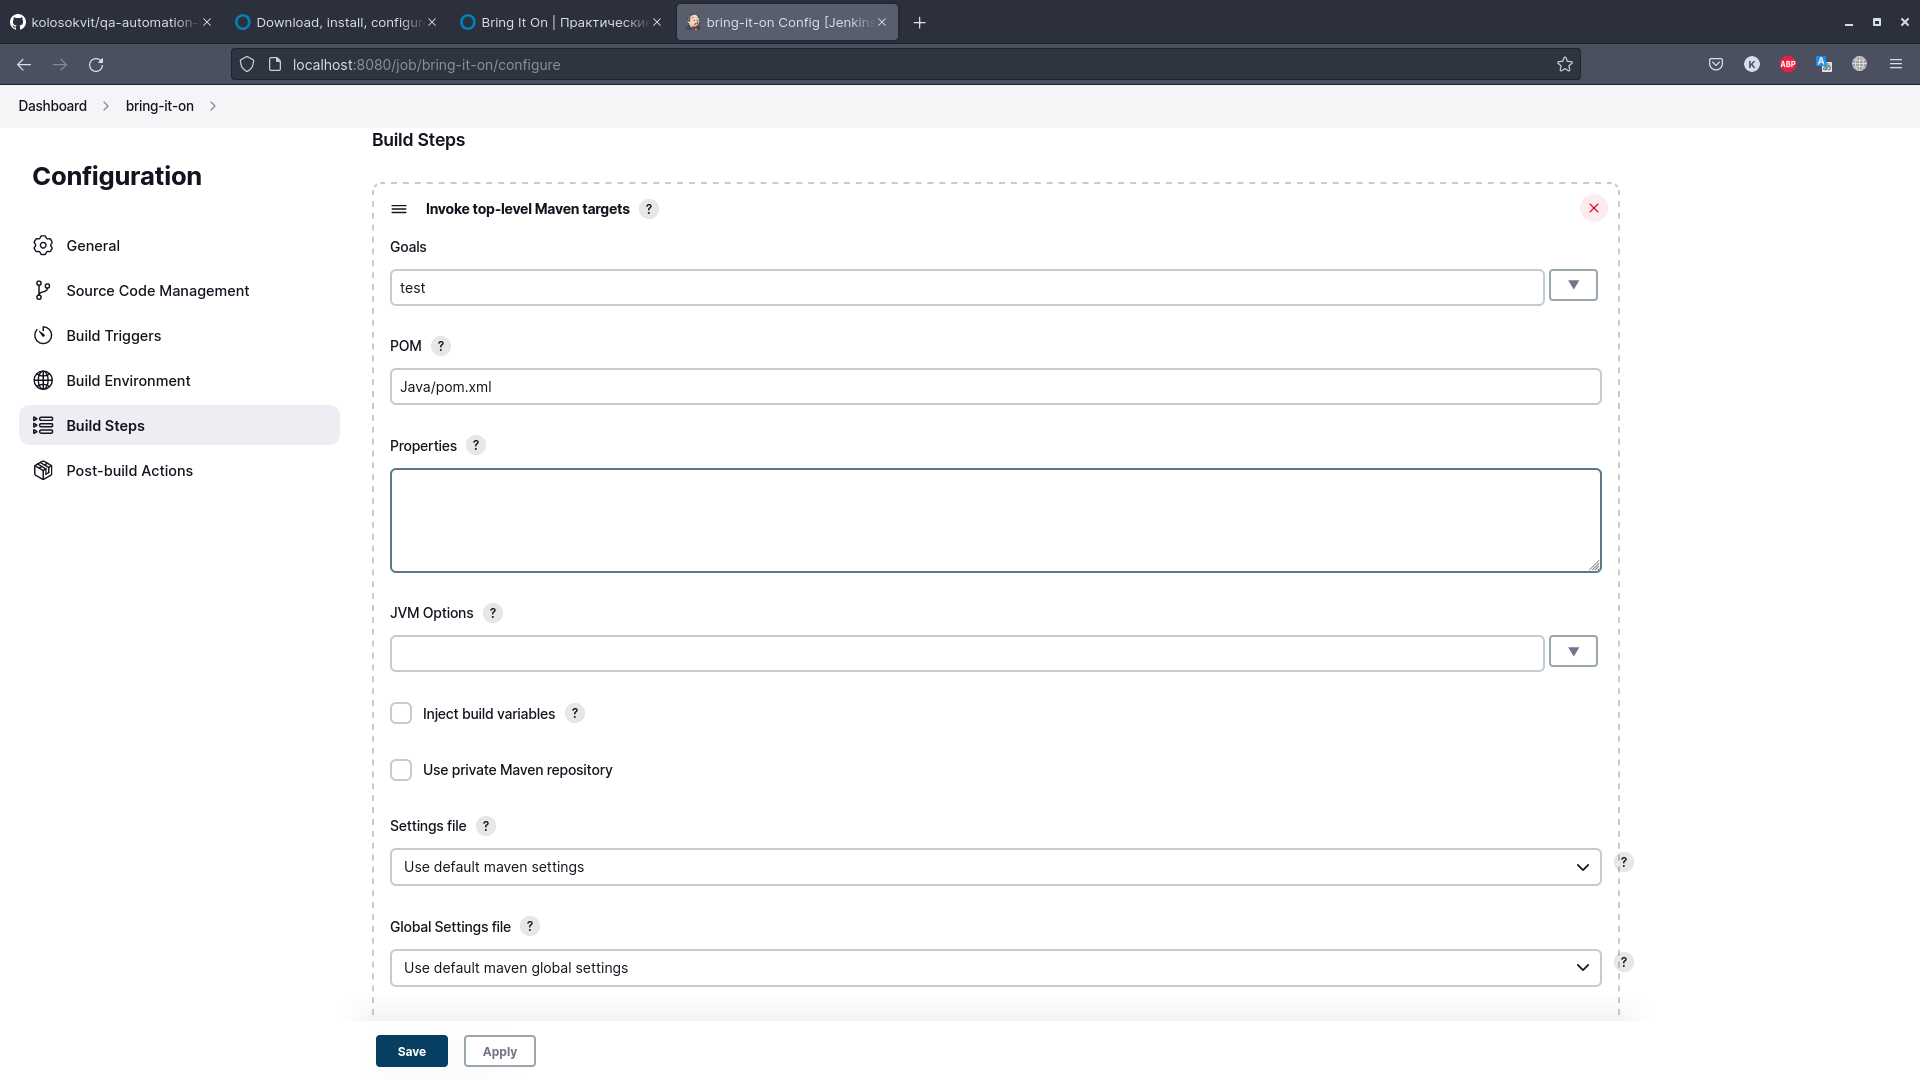 kolosokvit/qa-automation-
Download, install, configur
Bring It On | Практические
bring-it-on Config [Jenkins
localhost:8080/job/bring-it-on/configure
K
ABP
Dashboard
bring-it-on
Build Steps
Configuration
General
Source Code Management
Build Triggers
Build Environment
Build Steps
Post-build Actions
Invoke top-level Maven targets ?
Goals
test
POM ?
Java/pom.xml
Properties ?
JVM Options ?
Inject build variables ?
Use private Maven repository
Settings file ?
Use default maven settings
?
Global Settings file ?
Use default maven global settings
?
Save
Apply